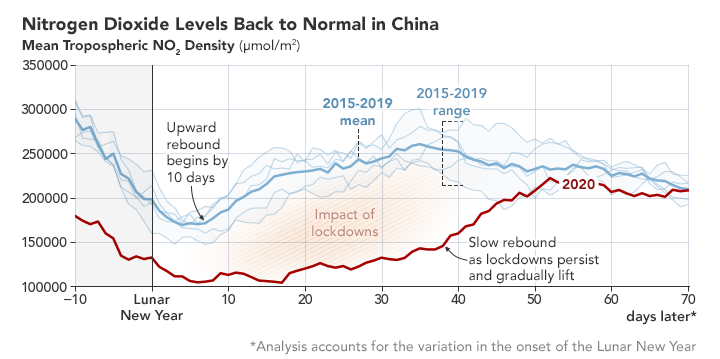 Nitrogen Dioxide Levels Back to Normal in China
Mean Tropospheric NO₂ Density (μmol/m²)
350000
300000
250000
200000
150000
100000
2015-2019
mean
2015-2019
range
Upward
rebound
begins by
10 days
Impact of
lockdowns
2020
Slow rebound
as lockdowns persist
and gradually lift
−10
Lunar
New Year
10
20
30
40
50
60
70
days later*
*Analysis accounts for the variation in the onset of the Lunar New Year